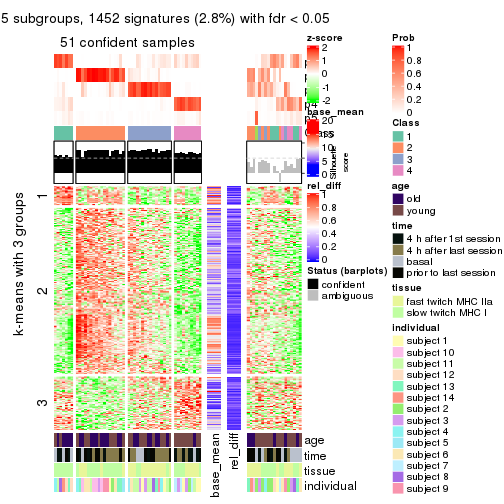 5 subgroups, 1452 signatures (2.8%) with fdr < 0.05
51 confident samples
k-means with 3 groups
1
2
3
z-score
2
1
0
-1
-2
base_mean
20
15
10
5
0
rel_diff
1
0.8
0.6
0.4
0.2
0
Status (barplots)
confident
ambiguous
Silhouette
score
age
time
tissue
individual
base_mean
rel_diff
Prob
1
0.8
0.6
0.4
0.2
0
Class
1
2
3
4
age
old
young
time
4 h after 1st session
4 h after last session
basal
prior to last session
tissue
fast twitch MHC IIa
slow twitch MHC I
individual
subject 1
subject 10
subject 11
subject 12
subject 13
subject 14
subject 2
subject 3
subject 4
subject 5
subject 6
subject 7
subject 8
subject 9